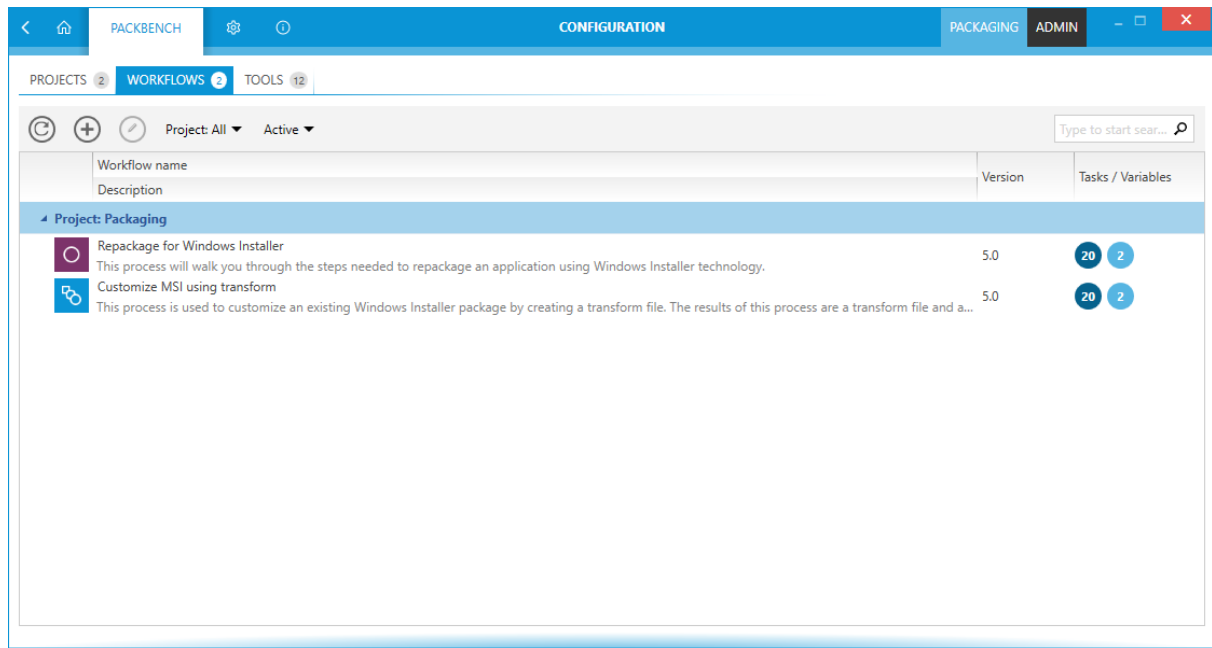 PACKBENCH CONFIGURATION PACKAGING ADMIN
PROJECTS 2 WORKFLOWS 2 TOOLS 12
Project: All Active Type to start sear...
Workflow name
Version Tasks / Variables
Description
Project: Packaging
Repackage for Windows Installer
This process will walk you through the steps needed to repackage an application using Windows Installer technology.
5.0 20 2
Customize MSI using transform
This process is used to customize an existing Windows Installer package by creating a transform file. The results of this process are a transform file and a...
5.0 20 2